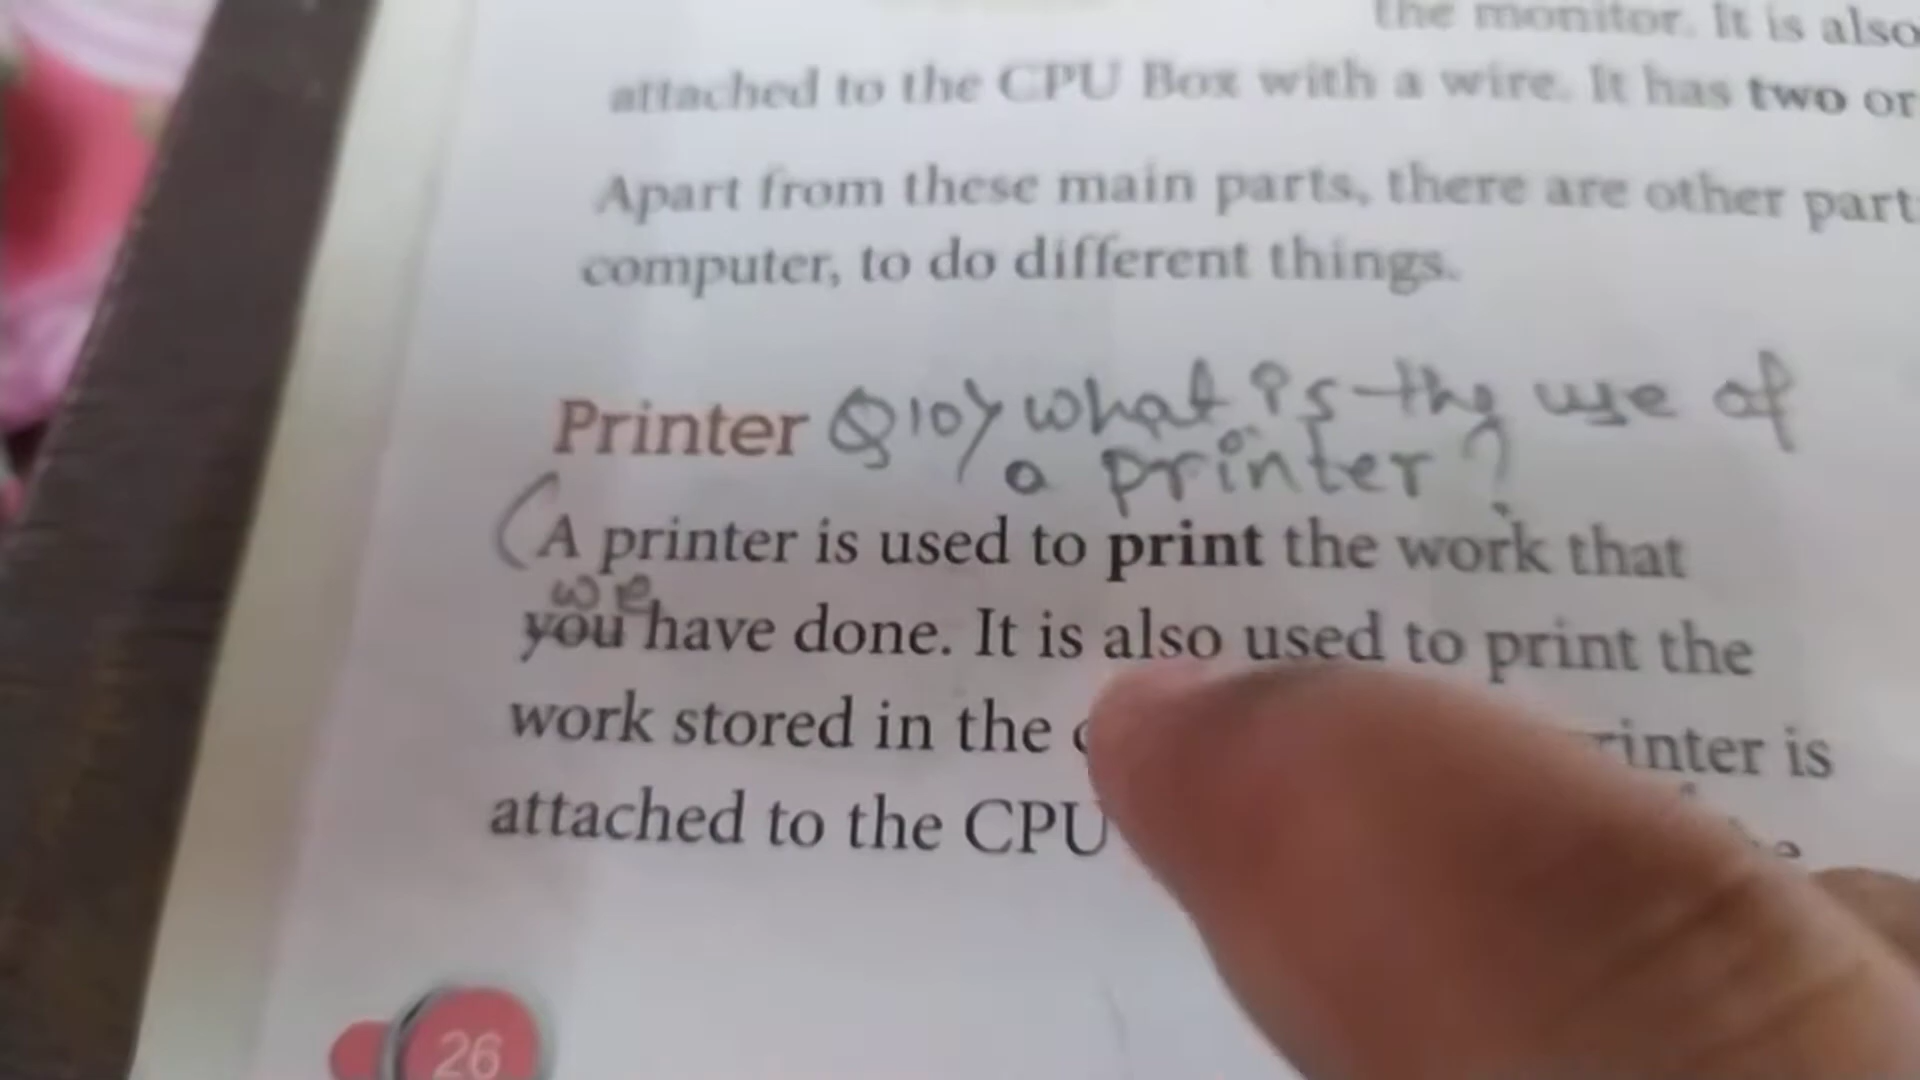 the monitor. It is also
attached to the CPU Box with a wire. It has two or
Apart from these main parts, there are other part
computer, to do different things.
Printer Q10) what is the use of
a printer?
(A printer is used to print the work that
we
you have done. It is also used to print the
work stored in the rinter is
attached to the CPU
26